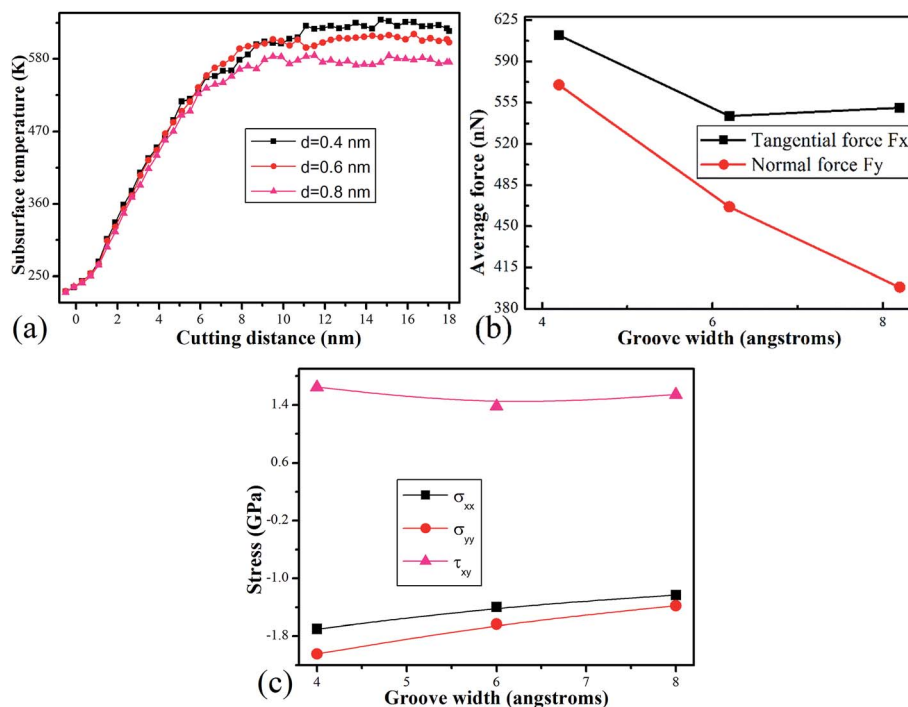 Subsurface temperature (K)
580
470
360
250
d=0.4 nm
d=0.6 nm
d=0.8 nm
0 2 4 6 8 10 12 14 16 18
Cutting distance (nm)
(a)
Average force (nN)
625
590
555
520
485
450
415
380
Tangential force Fx
Normal force Fy
4 6 8
Groove width (angstroms)
(b)
Stress (GPa)
1.4
0.6
-0.2
-1.0
-1.8
σxx
σyy
τxy
4 5 6 7 8
Groove width (angstroms)
(c)